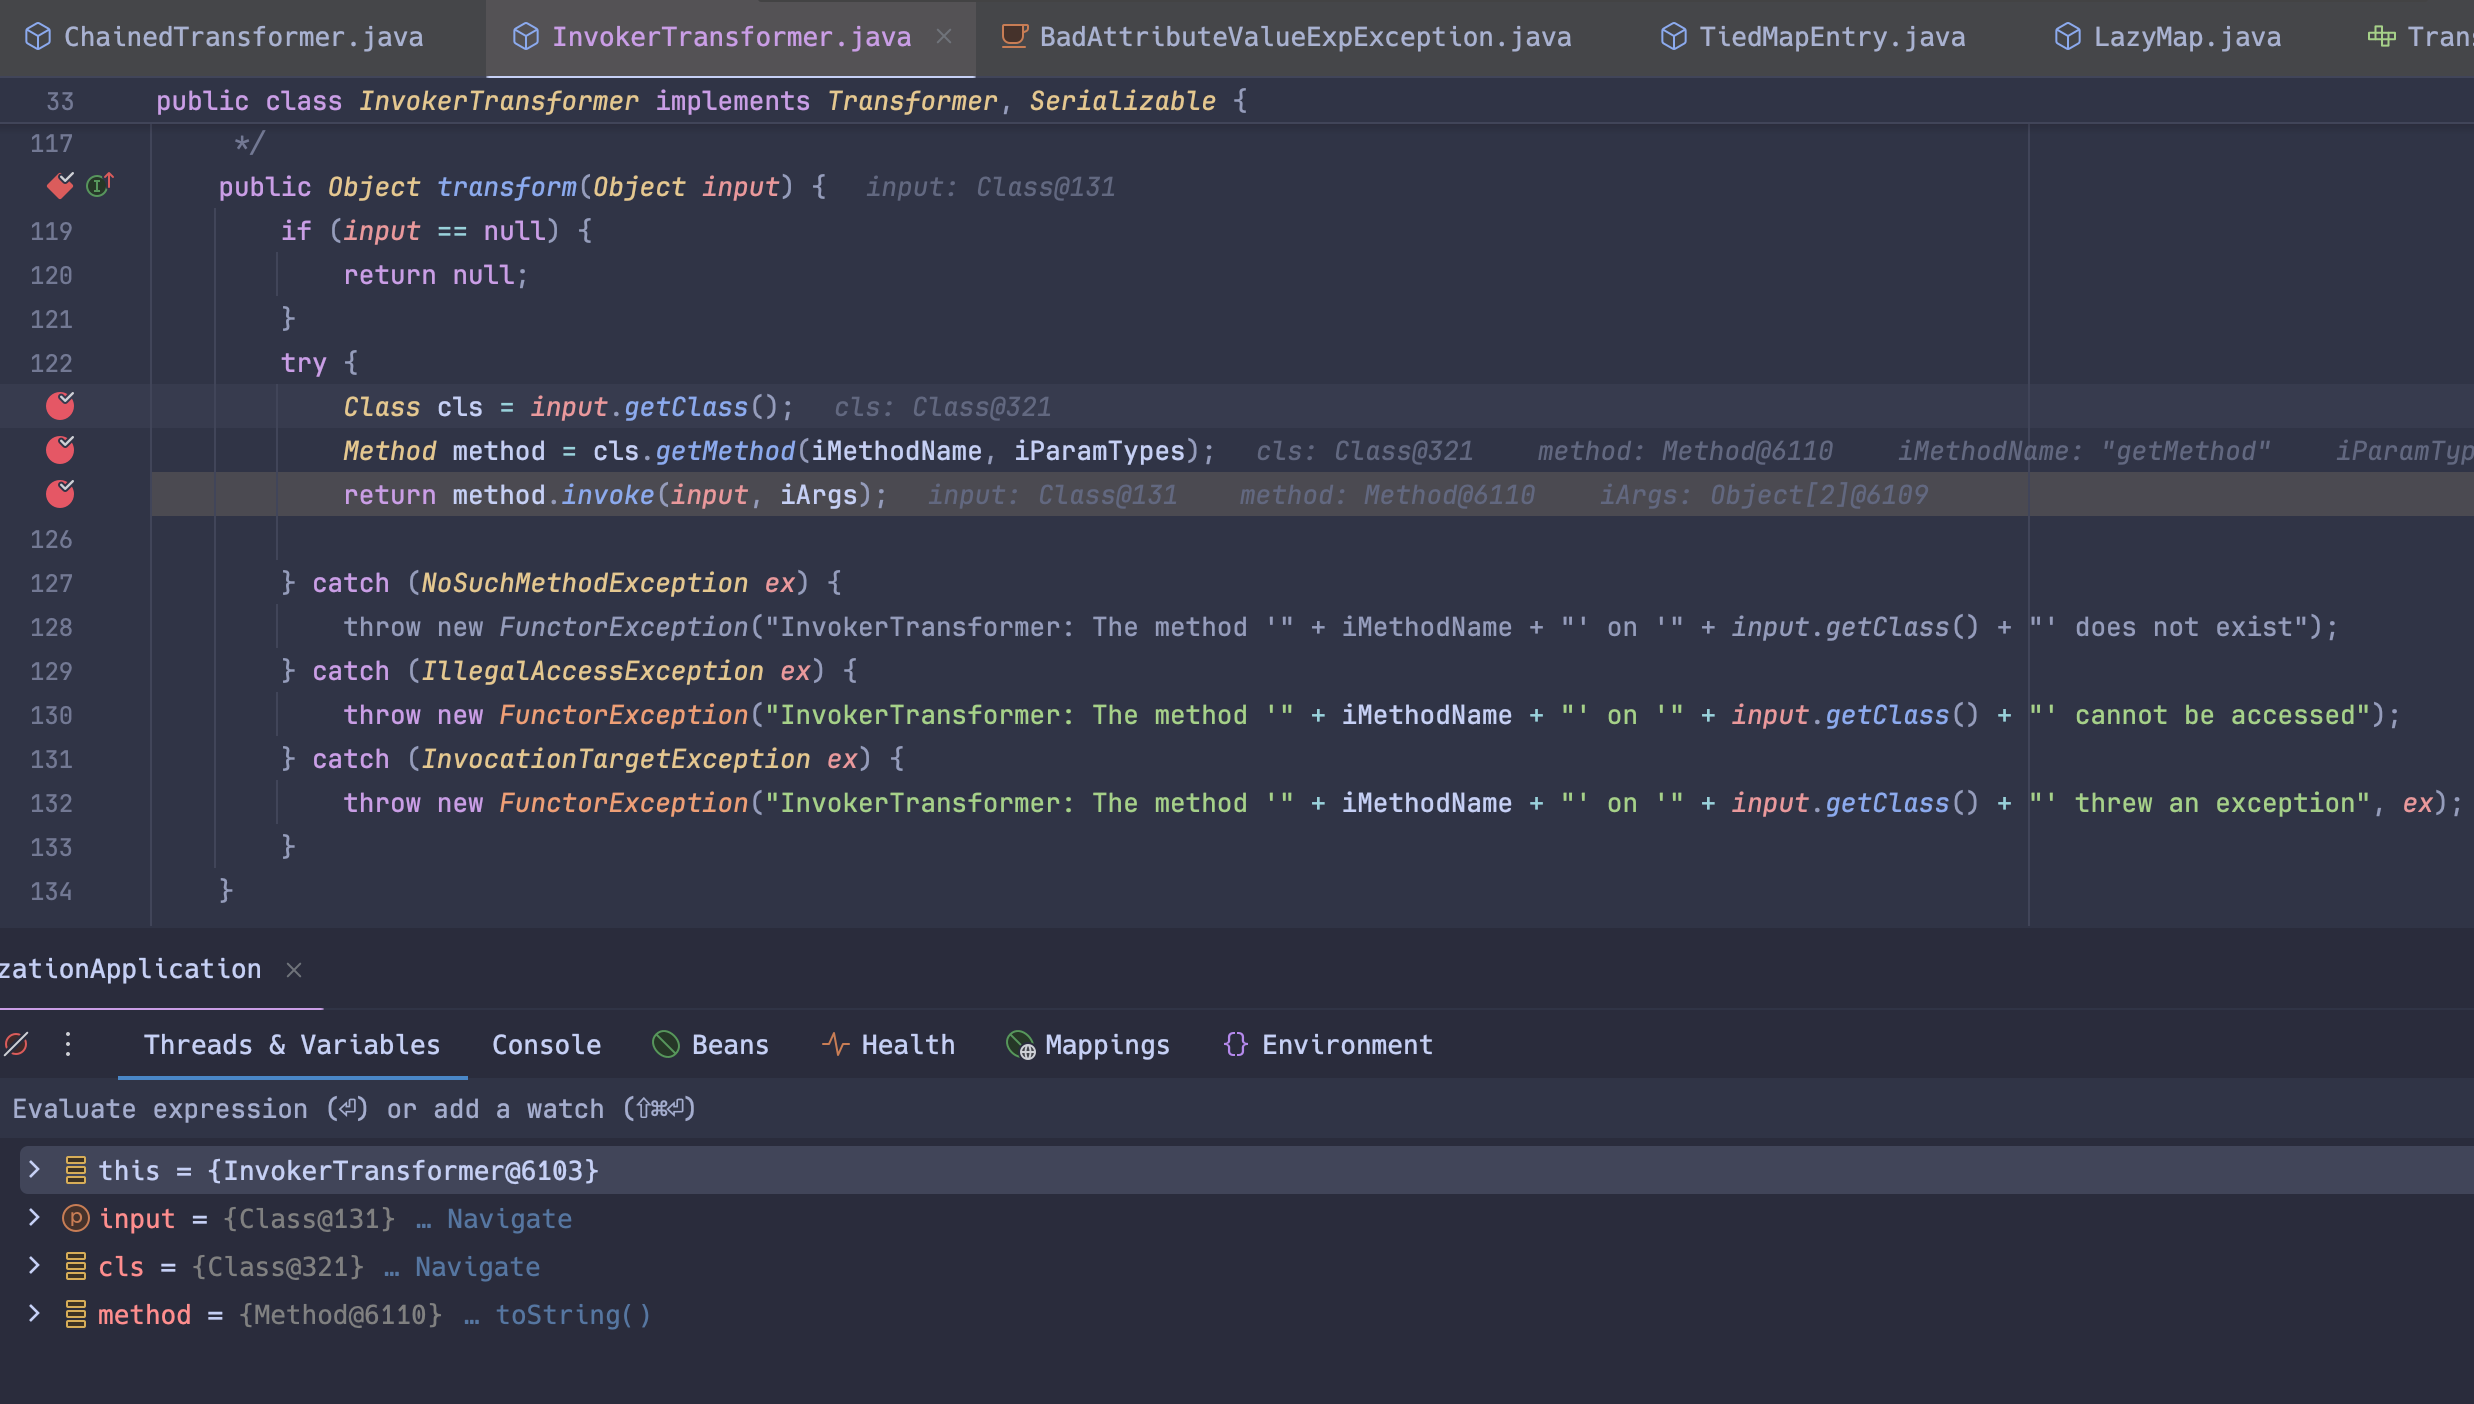 ChainedTransformer.java InvokerTransformer.java BadAttributeValueExpException.java TiedMapEntry.java LazyMap.java Trans
33 public class InvokerTransformer implements Transformer, Serializable {
117 */
public Object transform(Object input) { input: Class@131
119 if (input == null) {
120 return null;
121 }
122 try {
Class cls = input.getClass(); cls: Class@321
Method method = cls.getMethod(iMethodName, iParamTypes); cls: Class@321 method: Method@6110 iMethodName: "getMethod" iParamTyp
return method.invoke(input, iArgs); input: Class@131 method: Method@6110 iArgs: Object[2]@6109
126
127 } catch (NoSuchMethodException ex) {
128 throw new FunctorException("InvokerTransformer: The method '" + iMethodName + "' on '" + input.getClass() + "' does not exist");
129 } catch (IllegalAccessException ex) {
130 throw new FunctorException("InvokerTransformer: The method '" + iMethodName + "' on '" + input.getClass() + "' cannot be accessed");
131 } catch (InvocationTargetException ex) {
132 throw new FunctorException("InvokerTransformer: The method '" + iMethodName + "' on '" + input.getClass() + "' threw an exception", ex);
133 }
134 }
zationApplication
Threads & Variables Console Beans Health Mappings Environment
Evaluate expression (⏎) or add a watch (⇧⌘⏎)
this = {InvokerTransformer@6103}
input = {Class@131} … Navigate
cls = {Class@321} … Navigate
method = {Method@6110} … toString()